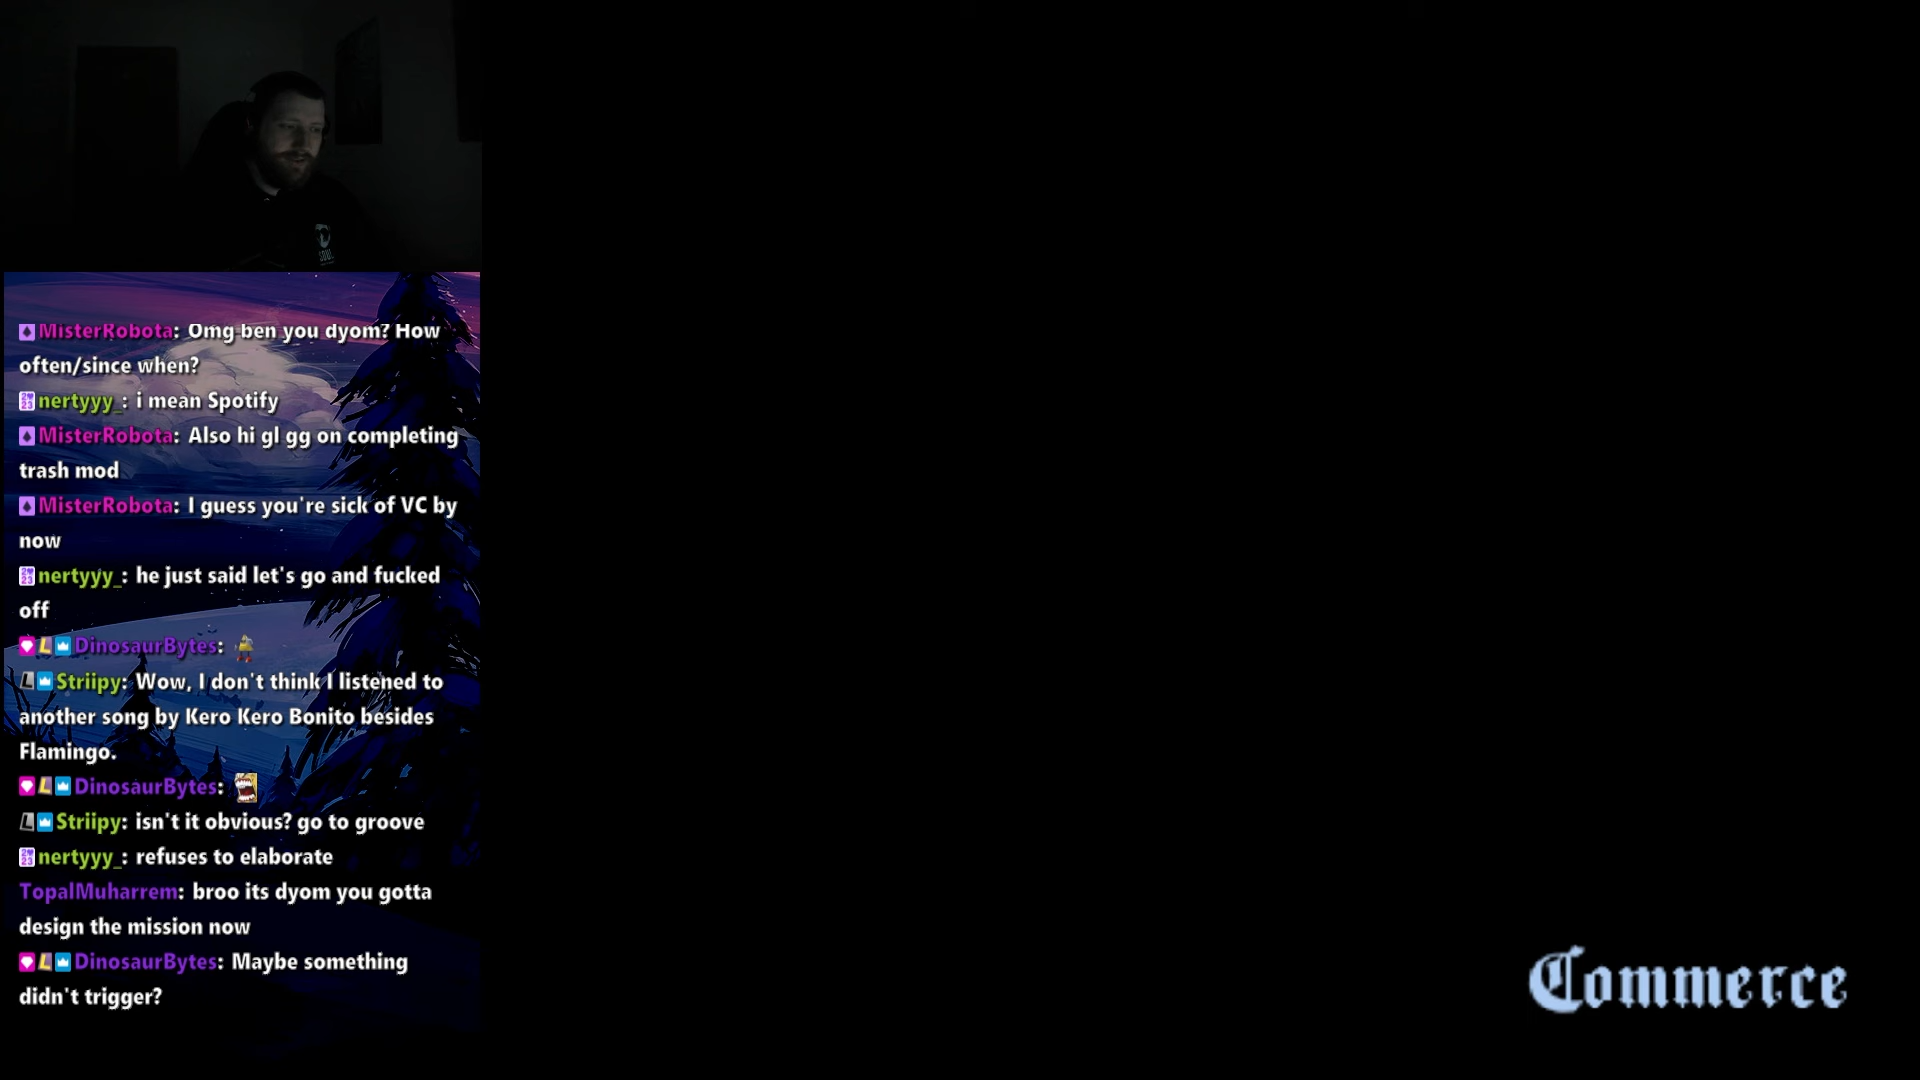 SOUL
MisterRobota: Omg ben you dyom? How
often/since when?
nertyyy_: i mean Spotify
MisterRobota: Also hi gl gg on completing
trash mod
MisterRobota: I guess you're sick of VC by
now
nertyyy_: he just said let's go and fucked
off
DinosaurBytes:
Striipy: Wow, I don't think I listened to
another song by Kero Kero Bonito besides
Flamingo.
DinosaurBytes:
Striipy: isn't it obvious? go to groove
nertyyy_: refuses to elaborate
TopalMuharrem: broo its dyom you gotta
design the mission now
DinosaurBytes: Maybe something
didn't trigger?
Commerce